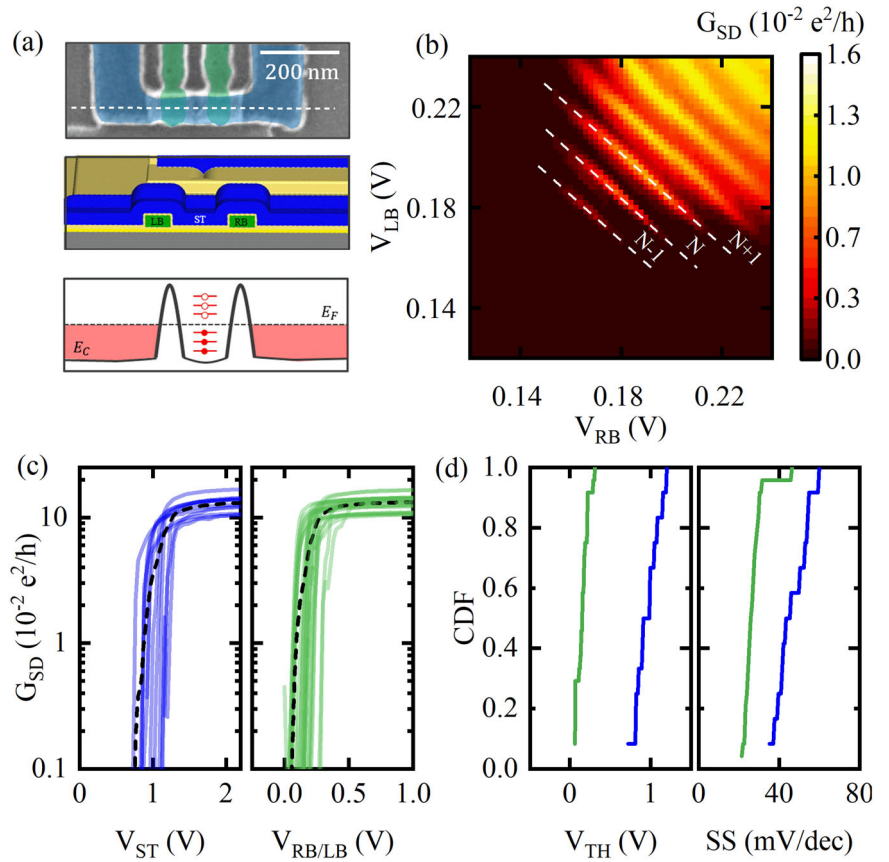 (a)
200 nm
LB
ST
RB
E_F
E_C
(b)
G_SD (10⁻² e²/h)
V_LB (V)
0.22
0.18
0.14
N-1
N
N+1
0.14
0.18
0.22
V_RB (V)
1.6
1.3
1.0
0.7
0.3
0.0
(c)
G_SD (10⁻² e²/h)
10
1
0.1
0
1
2
V_ST (V)
0.0
0.5
1.0
V_RB/LB (V)
(d)
CDF
1.0
0.8
0.6
0.4
0.2
0.0
0
1
V_TH (V)
0
40
80
SS (mV/dec)